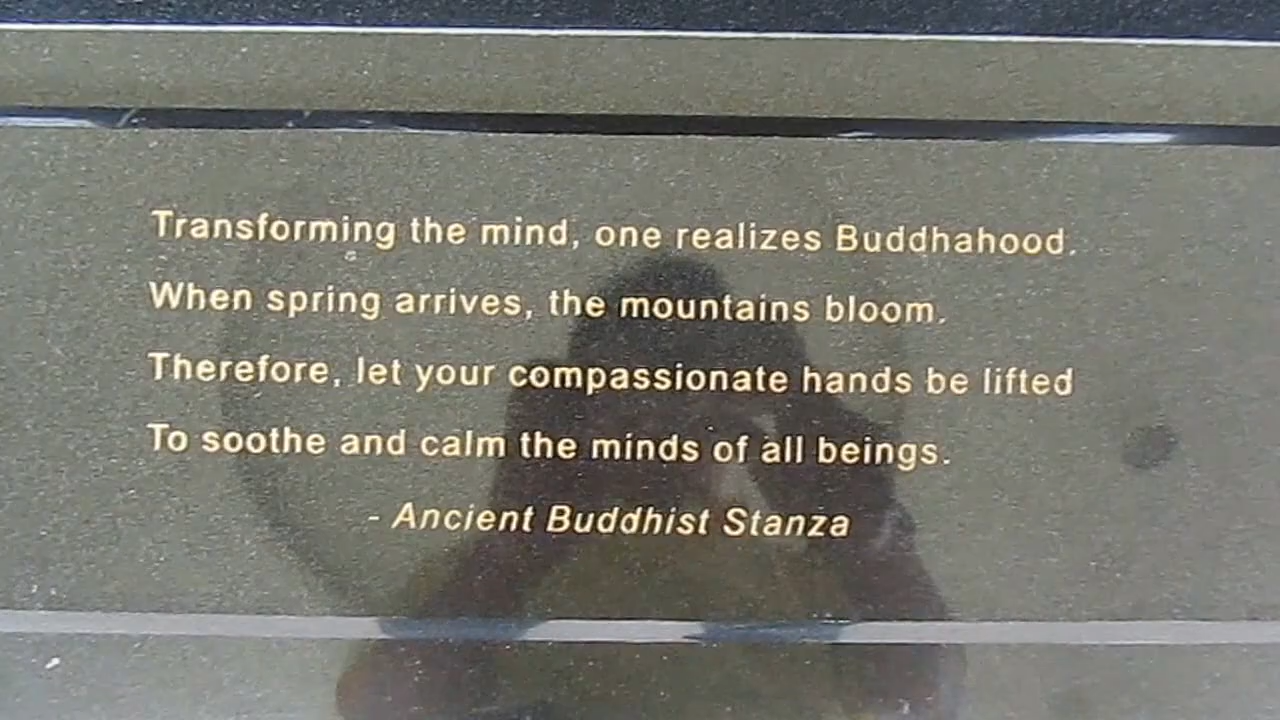 Transforming the mind, one realizes Buddhahood.
When spring arrives, the mountains bloom.
Therefore, let your compassionate hands be lifted
To soothe and calm the minds of all beings.
- Ancient Buddhist Stanza